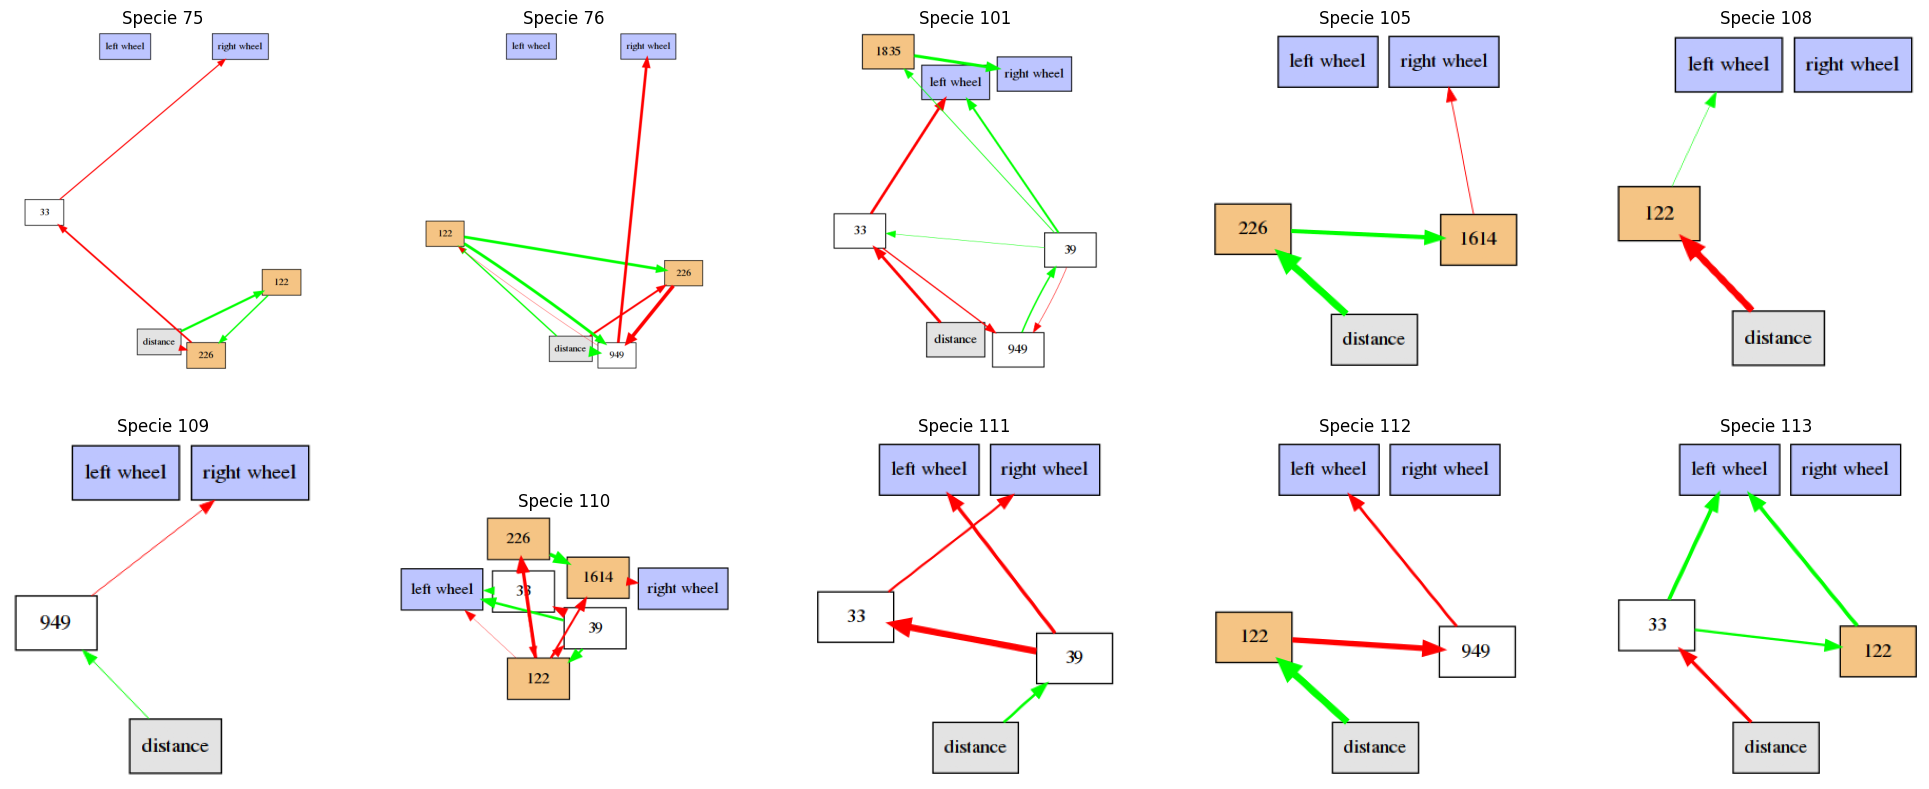 Specie 75
left wheel
right wheel
33
122
distance
226
Specie 76
left wheel
right wheel
122
226
distance
949
Specie 101
1835
left wheel
right wheel
33
39
distance
949
Specie 105
left wheel
right wheel
226
1614
distance
Specie 108
left wheel
right wheel
122
distance
Specie 109
left wheel
right wheel
949
distance
Specie 110
226
1614
left wheel
33
right wheel
39
122
Specie 111
left wheel
right wheel
33
39
distance
Specie 112
left wheel
right wheel
122
949
distance
Specie 113
left wheel
right wheel
33
122
distance